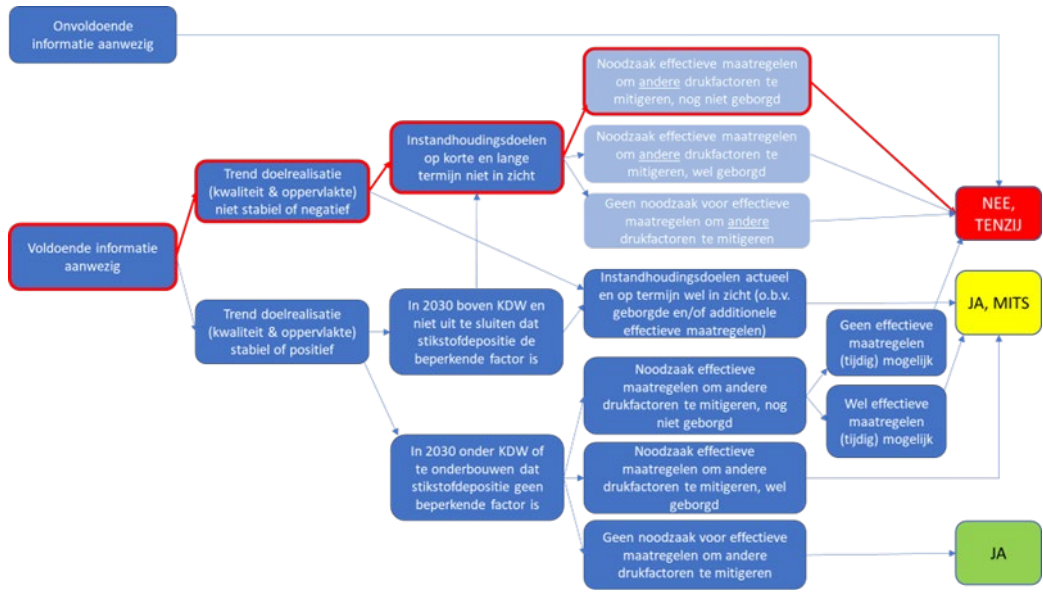 Onvoldoende
informatie aanwezig
Noodzaak effectieve maatregelen
om andere drukfactoren te
mitigeren, nog niet geborgd
Instandhoudingsdoelen
op korte en lange
termijn niet in zicht
Noodzaak effectieve maatregelen
om andere drukfactoren te
mitigeren, wel geborgd
Trend doelrealisatie
(kwaliteit & oppervlakte)
niet stabiel of negatief
Geen noodzaak voor effectieve
maatregelen om andere
drukfactoren te mitigeren
NEE,
TENZIJ
Voldoende informatie
aanwezig
Instandhoudingsdoelen actueel
en op termijn wel in zicht (o.b.v.
geborgde en/of additionele
effectieve maatregelen)
JA, MITS
Trend doelrealisatie
(kwaliteit & oppervlakte)
stabiel of positief
In 2030 boven KDW en
niet uit te sluiten dat
stikstofdepositie de
beperkende factor is
Geen effectieve
maatregelen
(tijdig) mogelijk
Noodzaak effectieve
maatregelen om andere
drukfactoren te mitigeren, nog
niet geborgd
Wel effectieve
maatregelen
(tijdig) mogelijk
In 2030 onder KDW of
te onderbouwen dat
stikstofdepositie geen
beperkende factor is
Noodzaak effectieve
maatregelen om andere
drukfactoren te mitigeren, wel
geborgd
Geen noodzaak voor effectieve
maatregelen om andere
drukfactoren te mitigeren
JA